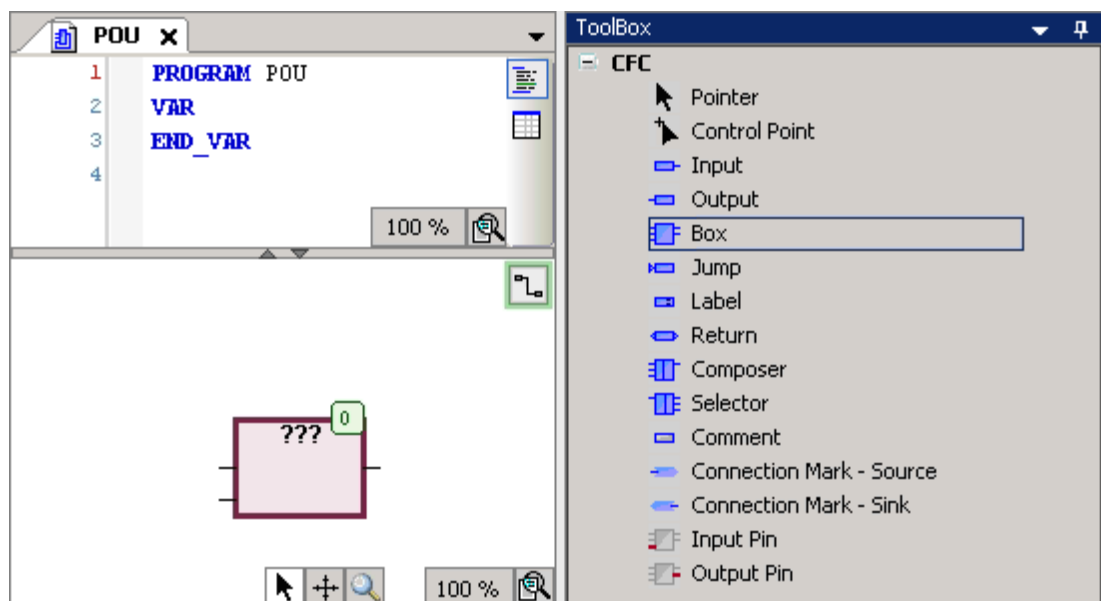 POU
1 PROGRAM POU
2 VAR
3 END_VAR
4
100 %
???
0
100 %
ToolBox
CFC
Pointer
Control Point
Input
Output
Box
Jump
Label
Return
Composer
Selector
Comment
Connection Mark - Source
Connection Mark - Sink
Input Pin
Output Pin